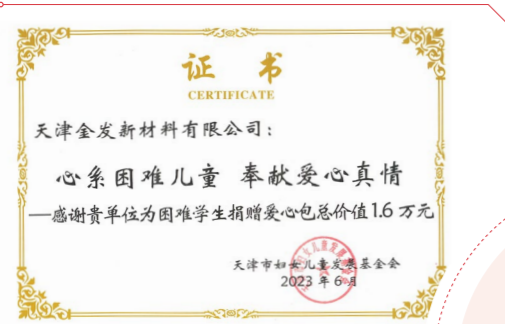 证 书
CERTIFICATE
天津金发新材料有限公司:
心系困难儿童 奉献爱心真情
—感谢贵单位为困难学生捐赠爱心包总价值1.6万元
天津市妇女儿童发展基金会
2023年6月